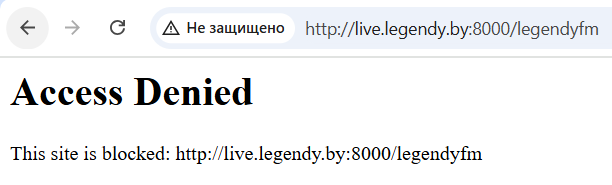 Не защищено http://live.legendy.by:8000/legendyfm
Access Denied
This site is blocked: http://live.legendy.by:8000/legendyfm